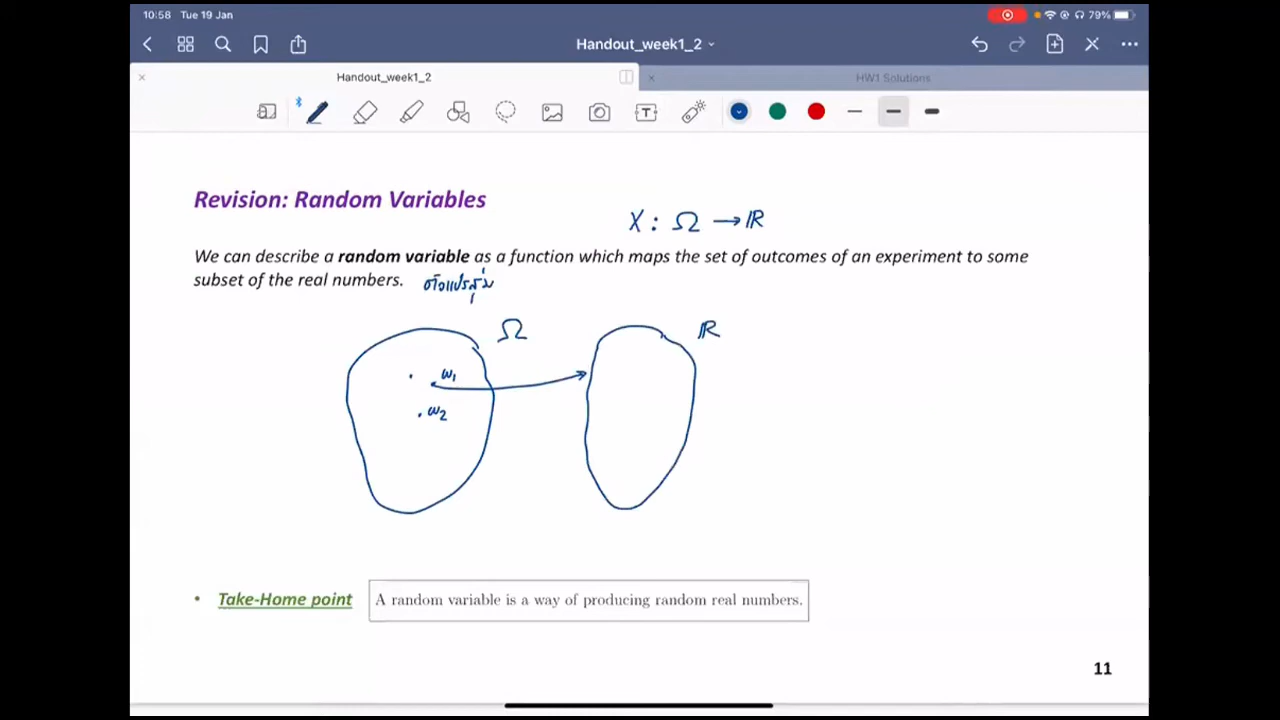 10:58 Tue 19 Jan
79%
Handout_week1_2
Handout_week1_2
HW1 Solutions
T
Revision: Random Variables
X : Ω → ℝ
We can describe a random variable as a function which maps the set of outcomes of an experiment to some
subset of the real numbers. ตัวแปรสุ่ม
Ω
ℝ
ω₁
ω₂
• Take-Home point
A random variable is a way of producing random real numbers.
11